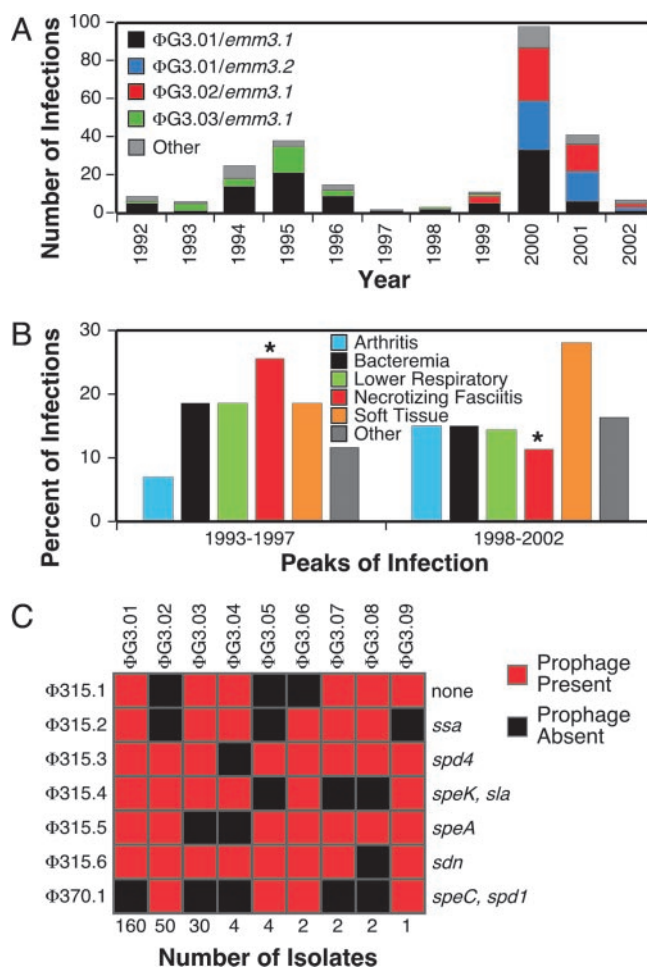 A
Number of Infections
100
80
60
40
20
0
ΦG3.01/emm3.1
ΦG3.01/emm3.2
ΦG3.02/emm3.1
ΦG3.03/emm3.1
Other
1992 1993 1994 1995 1996 1997 1998 1999 2000 2001 2002
Year
B
Percent of Infections
30
20
10
0
Arthritis
Bacteremia
Lower Respiratory
Necrotizing Fasciitis
Soft Tissue
Other
*
*
1993-1997 1998-2002
Peaks of Infection
C
ΦG3.01 ΦG3.02 ΦG3.03 ΦG3.04 ΦG3.05 ΦG3.06 ΦG3.07 ΦG3.08 ΦG3.09
Φ315.1 none
Φ315.2 ssa
Φ315.3 spd4
Φ315.4 speK, sla
Φ315.5 speA
Φ315.6 sdn
Φ370.1 speC, spd1
160 50 30 4 4 2 2 2 1
Number of Isolates
Prophage
Present
Prophage
Absent